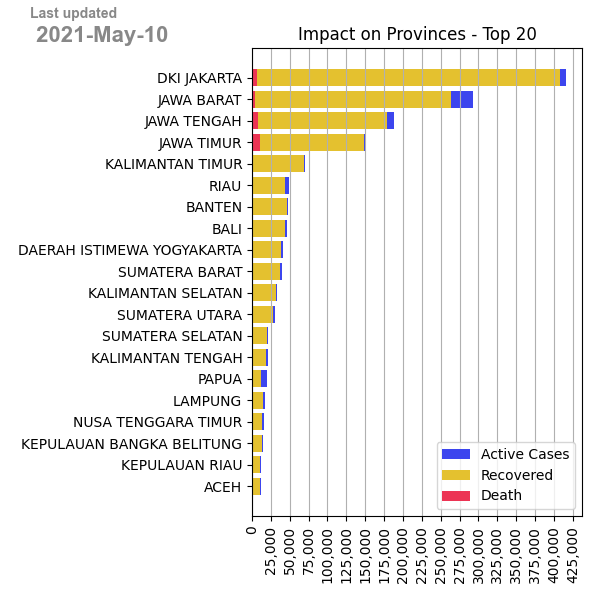 Last updated
2021-May-10
Impact on Provinces - Top 20
DKI JAKARTA
JAWA BARAT
JAWA TENGAH
JAWA TIMUR
KALIMANTAN TIMUR
RIAU
BANTEN
BALI
DAERAH ISTIMEWA YOGYAKARTA
SUMATERA BARAT
KALIMANTAN SELATAN
SUMATERA UTARA
SUMATERA SELATAN
KALIMANTAN TENGAH
PAPUA
LAMPUNG
NUSA TENGGARA TIMUR
KEPULAUAN BANGKA BELITUNG
KEPULAUAN RIAU
ACEH
Active Cases
Recovered
Death
0
25,000
50,000
75,000
100,000
125,000
150,000
175,000
200,000
225,000
250,000
275,000
300,000
325,000
350,000
375,000
400,000
425,000